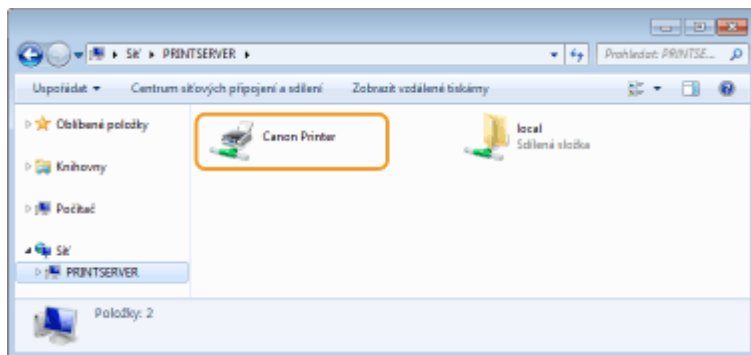 Síť ▸ PRINTSERVER ▸
Prohledat: PRINTSE...
Uspořádat Centrum síťových připojení a sdílení Zobrazit vzdálené tiskárny
Oblíbené položky
Knihovny
Počítač
Síť
PRINTSERVER
Canon Printer
local
Sdílená složka
Položky: 2